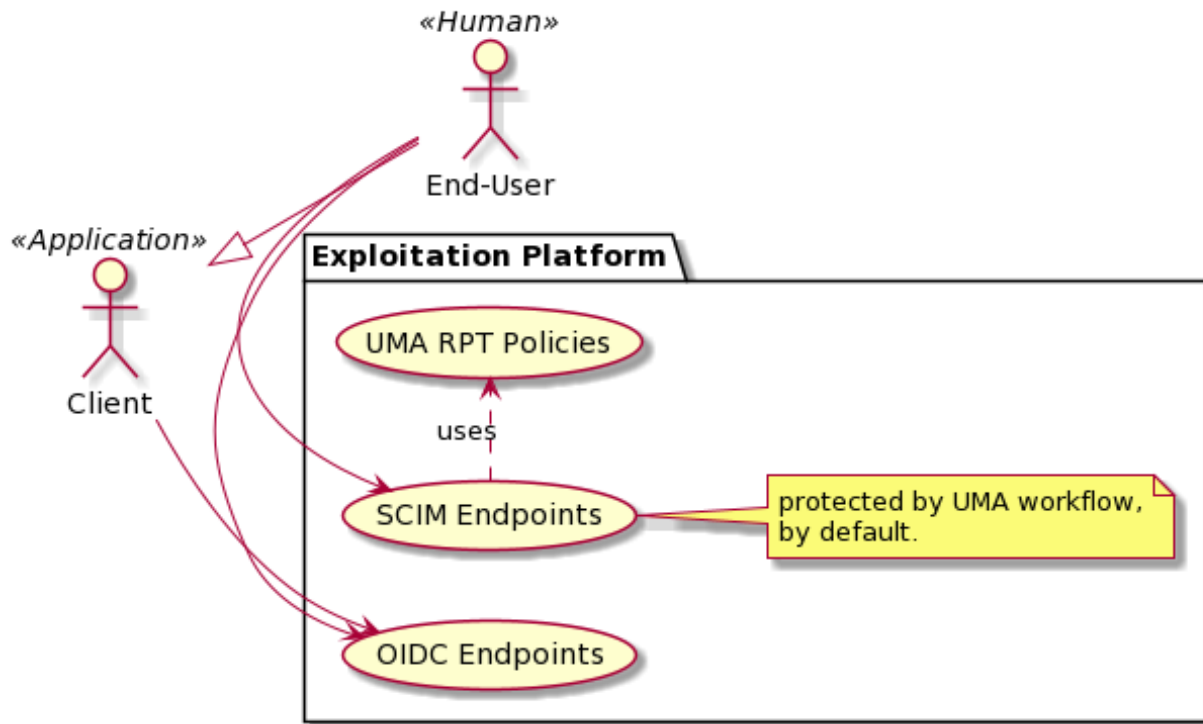 «Human»
End-User
«Application»
Client
Exploitation Platform
UMA RPT Policies
uses
SCIM Endpoints
protected by UMA workflow,
by default.
OIDC Endpoints